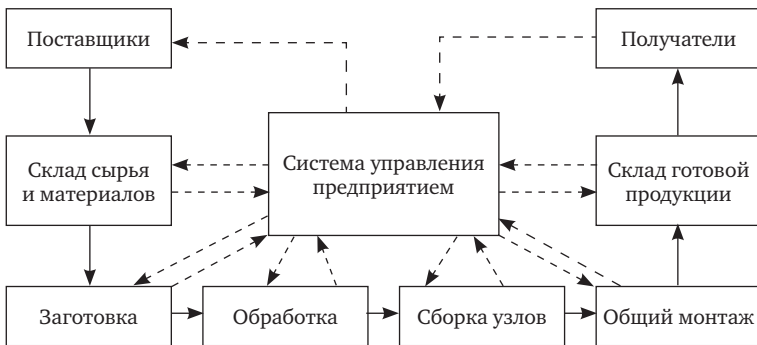 Поставщики
Получатели
Склад сырья
и материалов
Система управления
предприятием
Склад готовой
продукции
Заготовка
Обработка
Сборка узлов
Общий монтаж